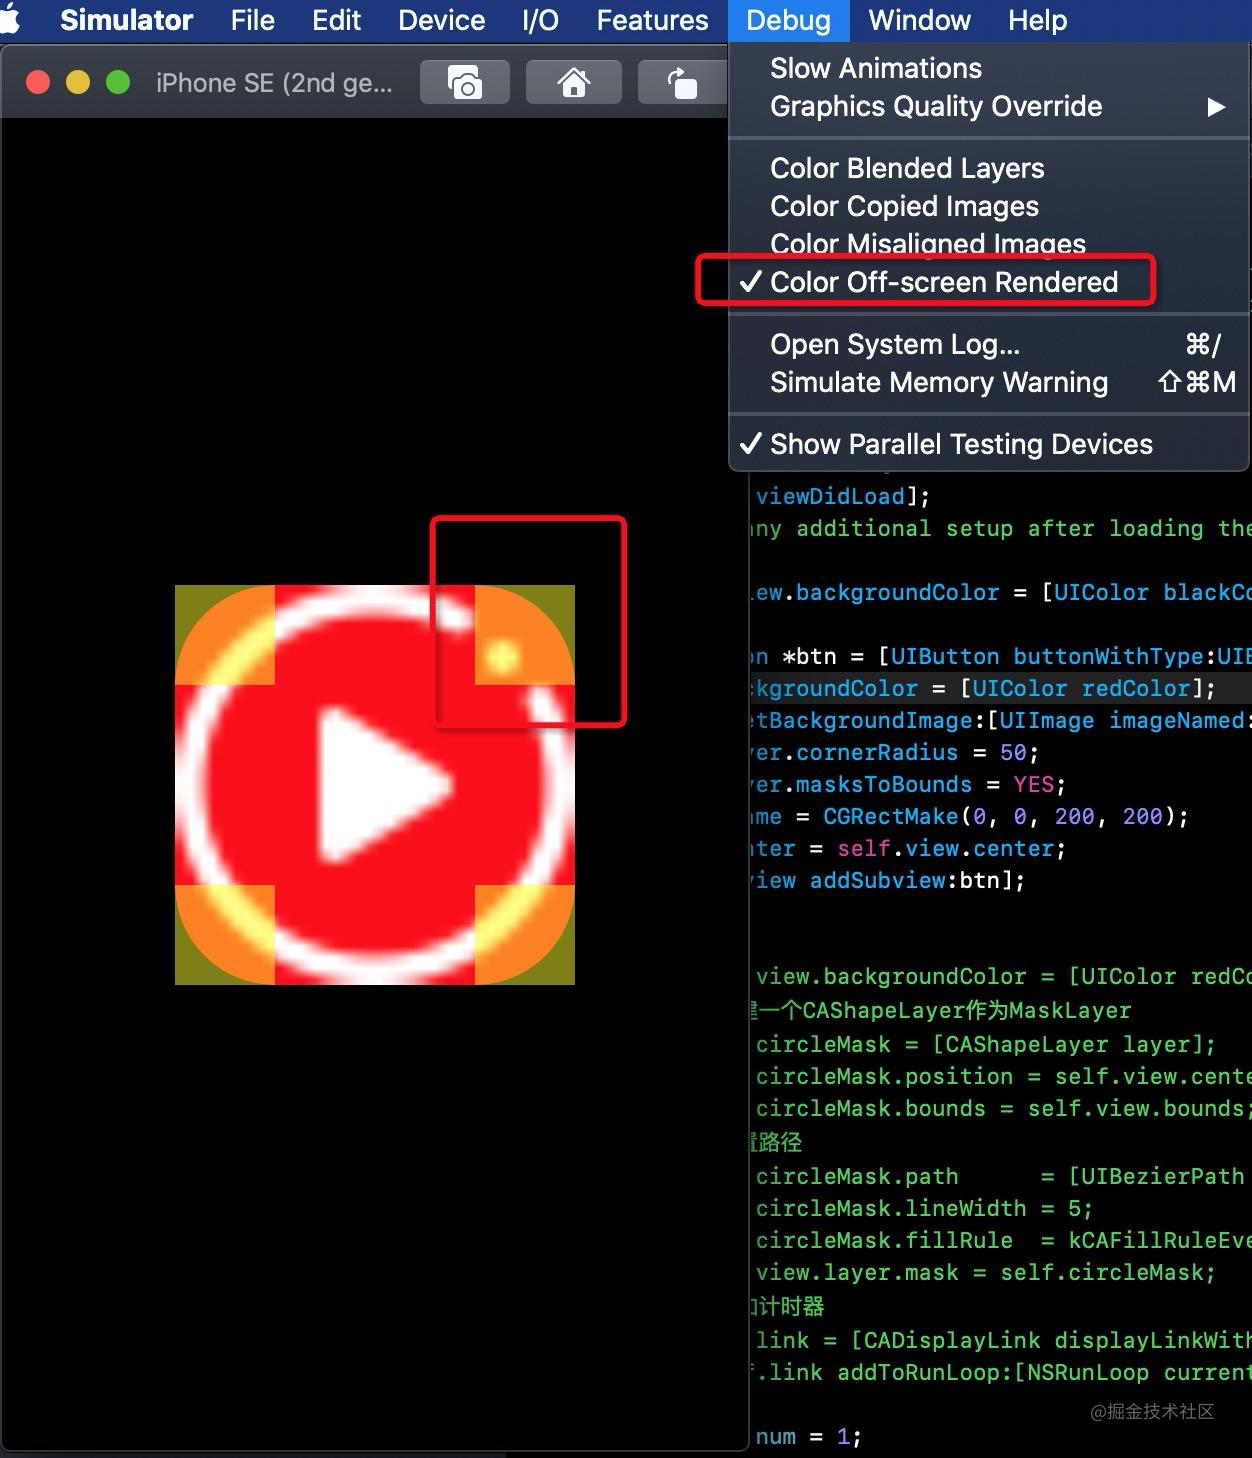 Simulator File Edit Device I/O Features Debug Window Help
iPhone SE (2nd ge...
Slow Animations
Graphics Quality Override
Color Blended Layers
Color Copied Images
Color Misaligned Images
✓ Color Off-screen Rendered
Open System Log... ⌘/
Simulate Memory Warning ⇧⌘M
✓ Show Parallel Testing Devices
viewDidLoad];
ny additional setup after loading the
ew.backgroundColor = [UIColor blackCo
n *btn = [UIButton buttonWithType:UIB
kgroundColor = [UIColor redColor];
etBackgroundImage:[UIImage imageNamed:
er.cornerRadius = 50;
er.masksToBounds = YES;
me = CGRectMake(0, 0, 200, 200);
ter = self.view.center;
view addSubview:btn];
view.backgroundColor = [UIColor redCo
一个CAShapeLayer作为MaskLayer
circleMask = [CAShapeLayer layer];
circleMask.position = self.view.cente
circleMask.bounds = self.view.bounds;
路径
circleMask.path = [UIBezierPath
circleMask.lineWidth = 5;
circleMask.fillRule = kCAFillRuleEve
view.layer.mask = self.circleMask;
计时器
link = [CADisplayLink displayLinkWith
.link addToRunLoop:[NSRunLoop current
@掘金技术社区
num = 1;